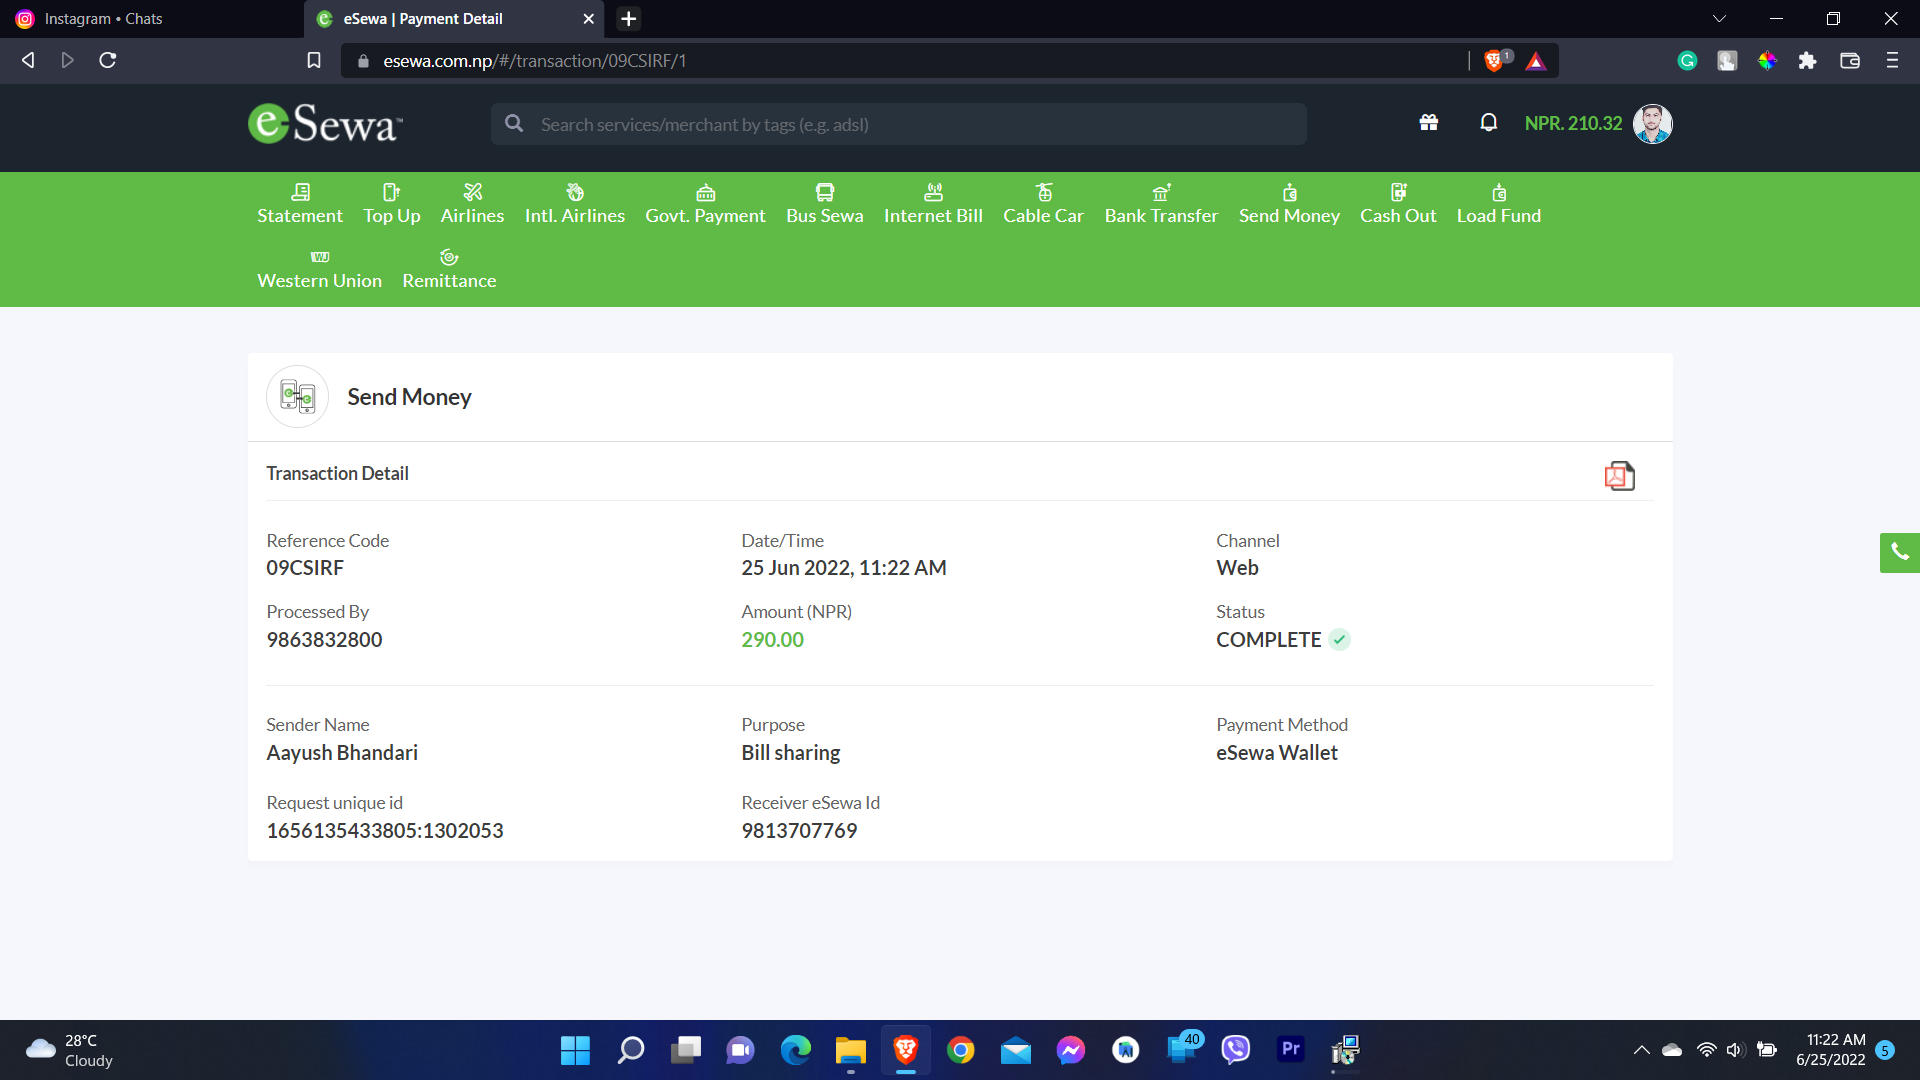 Instagram • Chats
eSewa | Payment Detail
esewa.com.np/#/transaction/09CSIRF/1
1
eSewa™
Search services/merchant by tags (e.g. adsl)
NPR. 210.32
Statement Top Up Airlines Intl. Airlines Govt. Payment Bus Sewa Internet Bill Cable Car Bank Transfer Send Money Cash Out Load Fund
Western Union Remittance
Send Money
Transaction Detail
Reference Code Date/Time Channel
09CSIRF 25 Jun 2022, 11:22 AM Web
Processed By Amount (NPR) Status
9863832800 290.00 COMPLETE
Sender Name Purpose Payment Method
Aayush Bhandari Bill sharing eSewa Wallet
Request unique id Receiver eSewa Id
1656135433805:1302053 9813707769
28°C
Cloudy
40
Pr
11:22 AM
6/25/2022
5